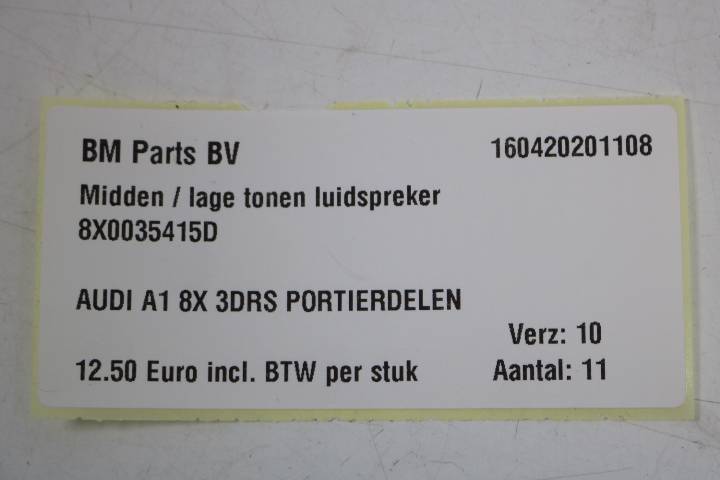 BM Parts BV 160420201108
Midden / lage tonen luidspreker
8X0035415D
AUDI A1 8X 3DRS PORTIERDELEN
Verz: 10
12.50 Euro incl. BTW per stuk Aantal: 11